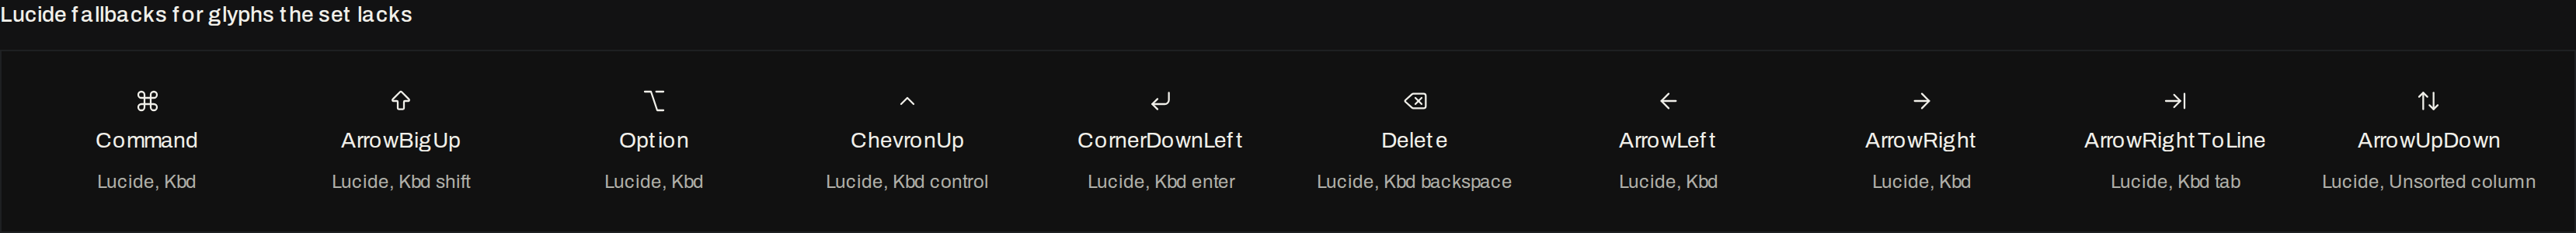 Lucide fallbacks for glyphs the set lacks
Command ArrowBigUp Option ChevronUp CornerDownLeft Delete ArrowLeft ArrowRight ArrowRightToLine ArrowUpDown
Lucide, Kbd Lucide, Kbd shift Lucide, Kbd Lucide, Kbd control Lucide, Kbd enter Lucide, Kbd backspace Lucide, Kbd Lucide, Kbd Lucide, Kbd tab Lucide, Unsorted column